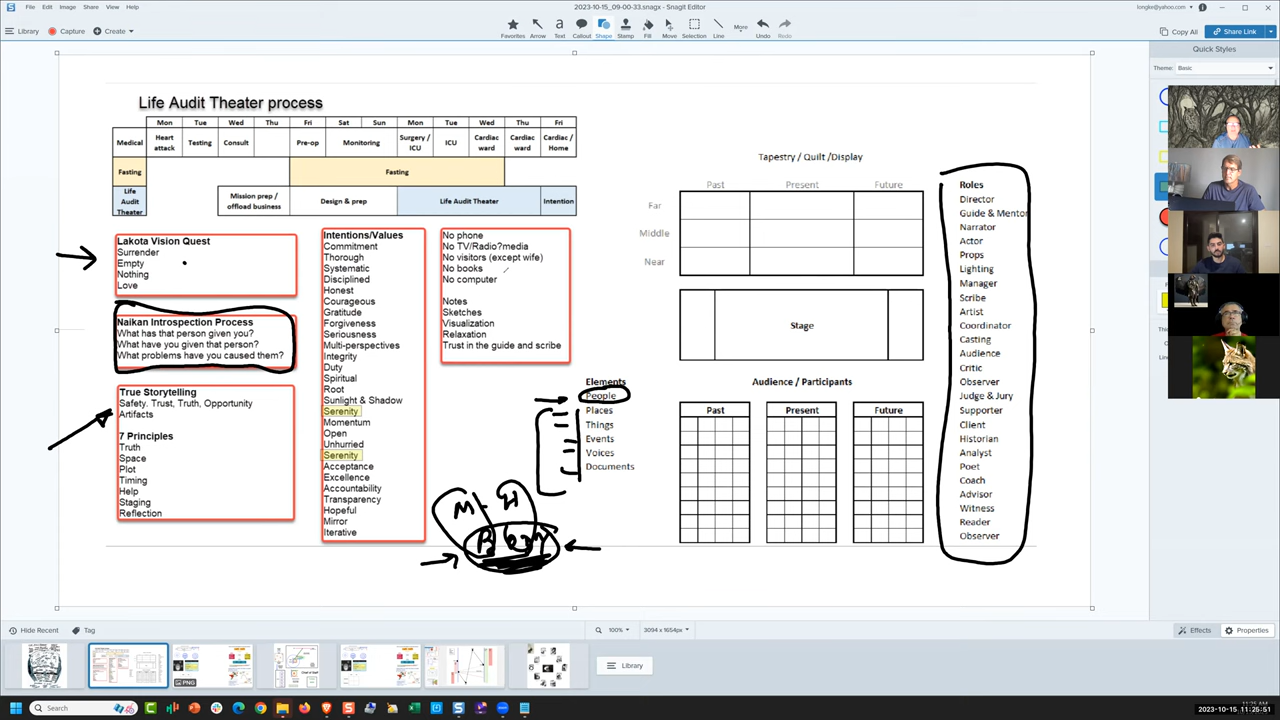 2023-10-15_09-00-33.snagx - Snagit Editor
File Edit Image Share View Help
longke@yahoo.com
Library Capture Create
Favorites Arrow Text Callout Shape Stamp Fill Move Selection Line More Undo Redo
Copy All Share Link
Quick Styles
Theme: Basic
Life Audit Theater process
Mon Tue Wed Thu Fri Sat Sun Mon Tue Wed Thu Fri
Medical Heart attack Testing Consult Pre-op Monitoring Surgery / ICU ICU Cardiac ward Cardiac ward Cardiac / Home
Fasting Fasting
Life Audit Theater Mission prep / offload business Design & prep Life Audit Theater Intention
Lakota Vision Quest
Surrender
Empty
Nothing
Love
Naikan Introspection Process
What has that person given you?
What have you given that person?
What problems have you caused them?
True Storytelling
Safety. Trust, Truth, Opportunity
Artifacts
7 Principles
Truth
Space
Plot
Timing
Help
Staging
Reflection
Intentions/Values
Commitment
Thorough
Systematic
Disciplined
Honest
Courageous
Gratitude
Forgiveness
Seriousness
Multi-perspectives
Integrity
Duty
Spiritual
Root
Sunlight & Shadow
Serenity
Momentum
Open
Unhurried
Serenity
Acceptance
Excellence
Accountability
Transparency
Hopeful
Mirror
Iterative
No phone
No TV/Radio?media
No visitors (except wife)
No books
No computer
Notes
Sketches
Visualization
Relaxation
Trust in the guide and scribe
M. H
Body
Elements
People
Places
Things
Events
Voices
Documents
Tapestry / Quilt /Display
Past Present Future
Far
Middle
Near
Stage
Audience / Participants
Past Present Future
Roles
Director
Guide & Mentor
Narrator
Actor
Props
Lighting
Manager
Scribe
Artist
Coordinator
Casting
Audience
Critic
Observer
Judge & Jury
Supporter
Client
Historian
Analyst
Poet
Coach
Advisor
Witness
Reader
Observer
Hide Recent Tag
100% 3094 x 1654px
Effects Properties
PNG
Library
Search
2023-10-15 11:25:51